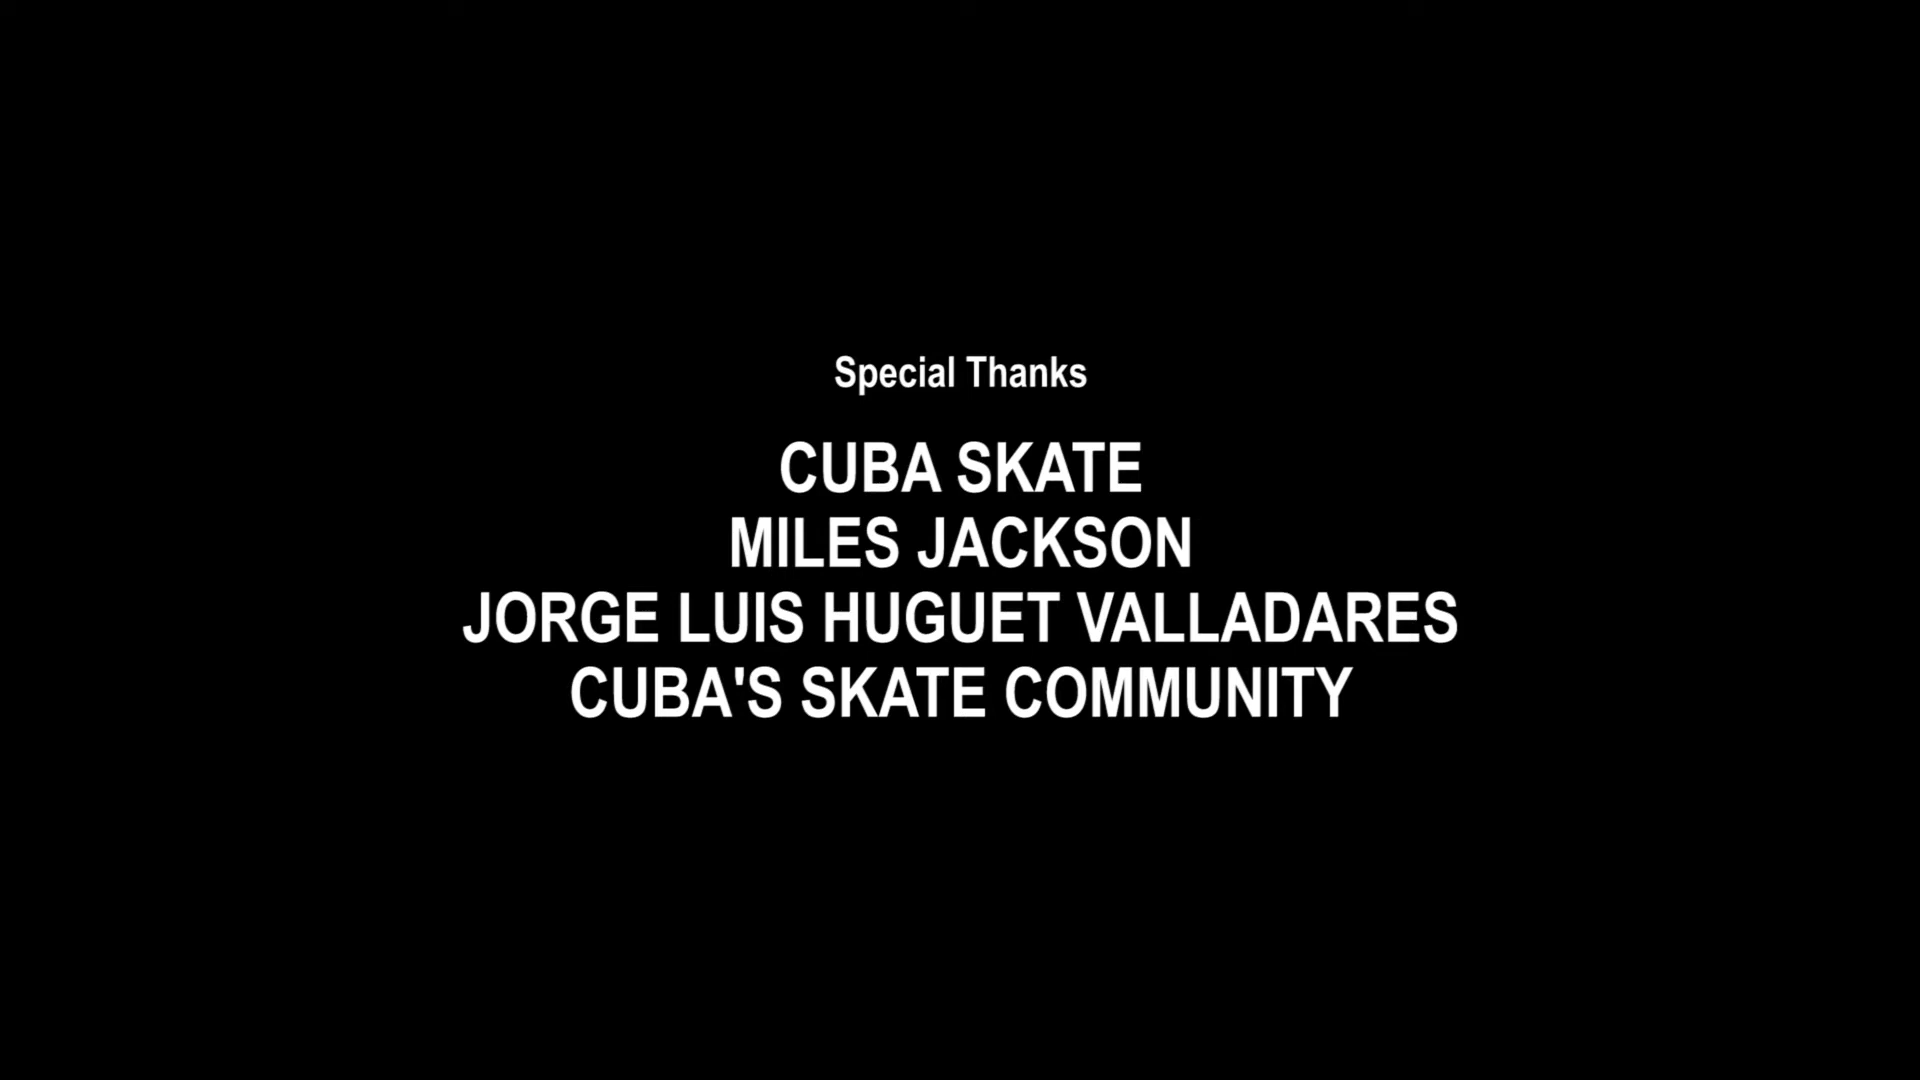 Special Thanks
CUBA SKATE
MILES JACKSON
JORGE LUIS HUGUET VALLADARES
CUBA'S SKATE COMMUNITY